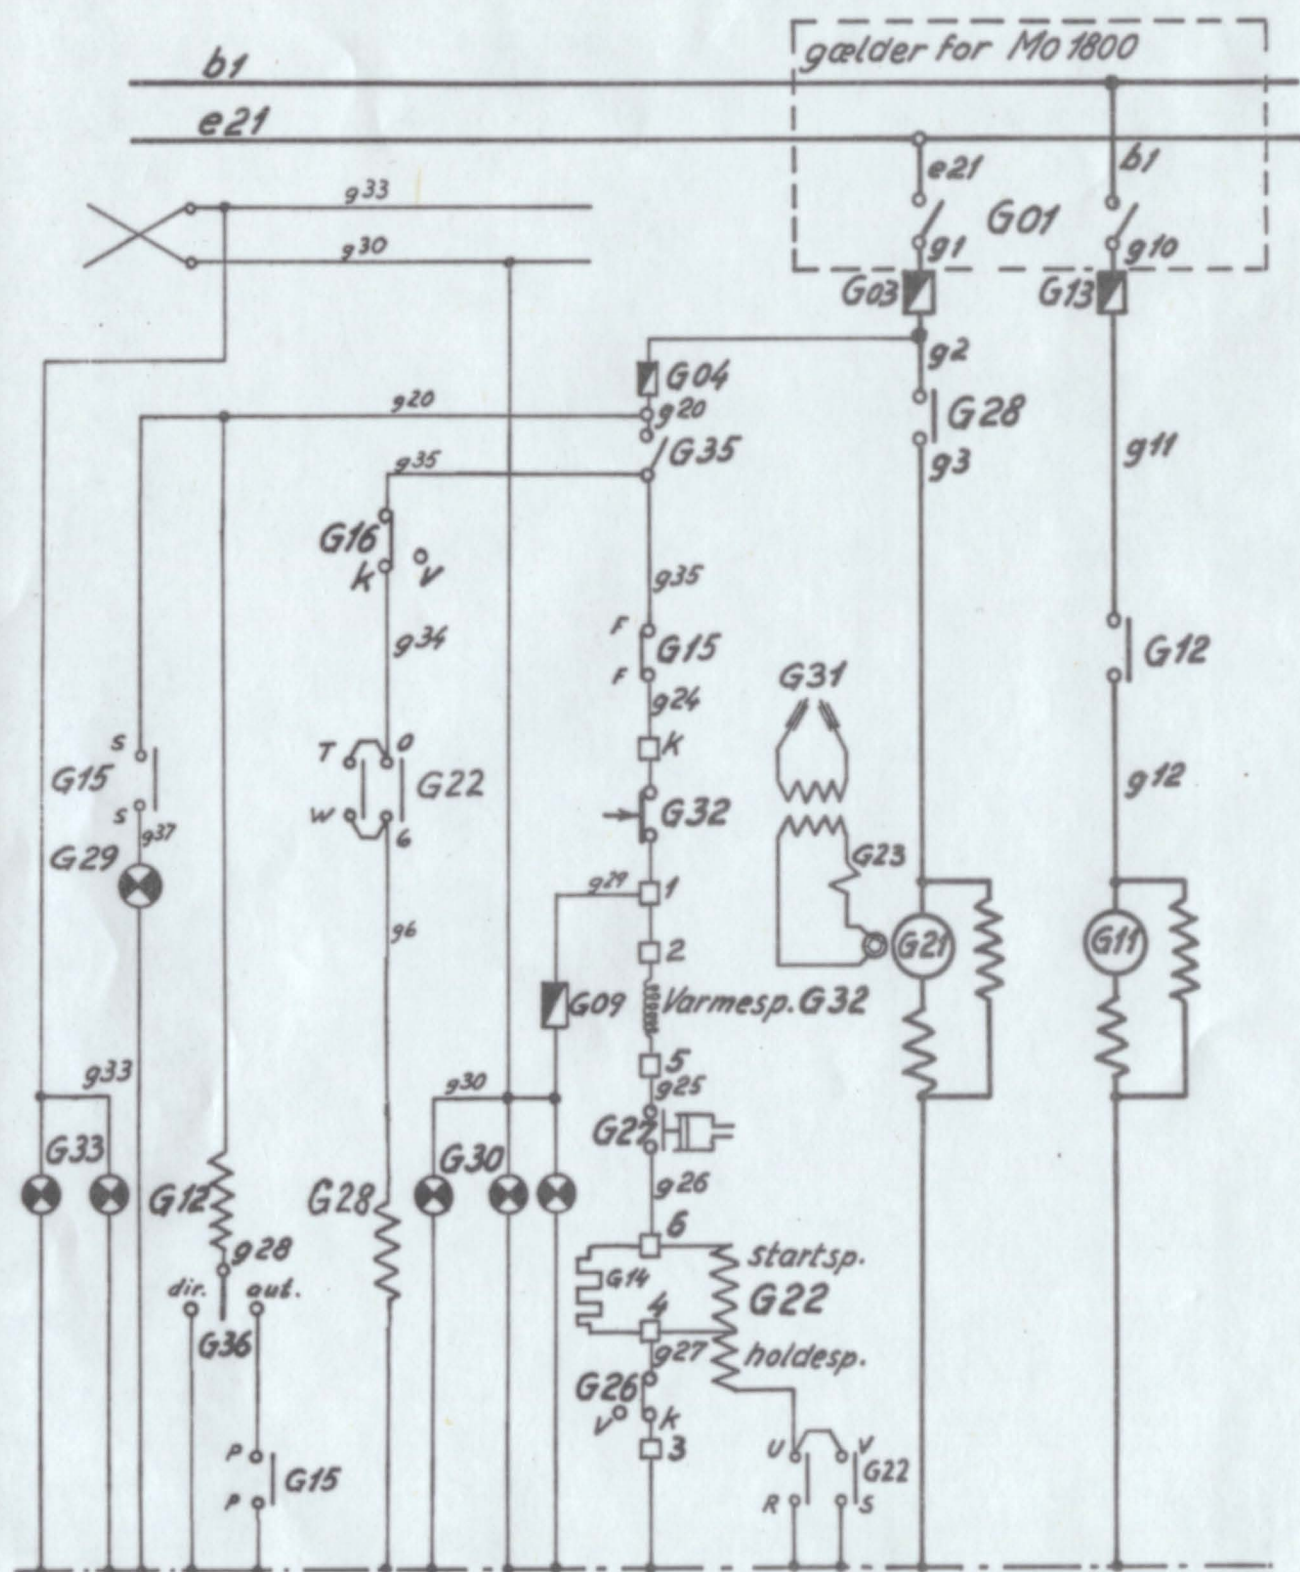 gælder for Mo 1800
b1
e21
e21
b1
g33
g30
G01
g1
g10
G03
G13
g2
G04
g20
g20
G28
G35
g35
g3
g11
G16
k
V
g35
g34
F
G15
F
G12
g24
G31
T
O
K
s
G15
G22
g12
W
6
G32
s
g37
G29
G23
g29
1
g6
G21
G11
2
G09
Varmesp. G32
5
g33
g30
g25
G27
G33
G30
g26
G12
G28
6
g28
startsp.
dir.
aut.
G14
G22
4
G36
g27
holdesp.
G26
V
K
3
P
G15
P
U
V
G22
R
S